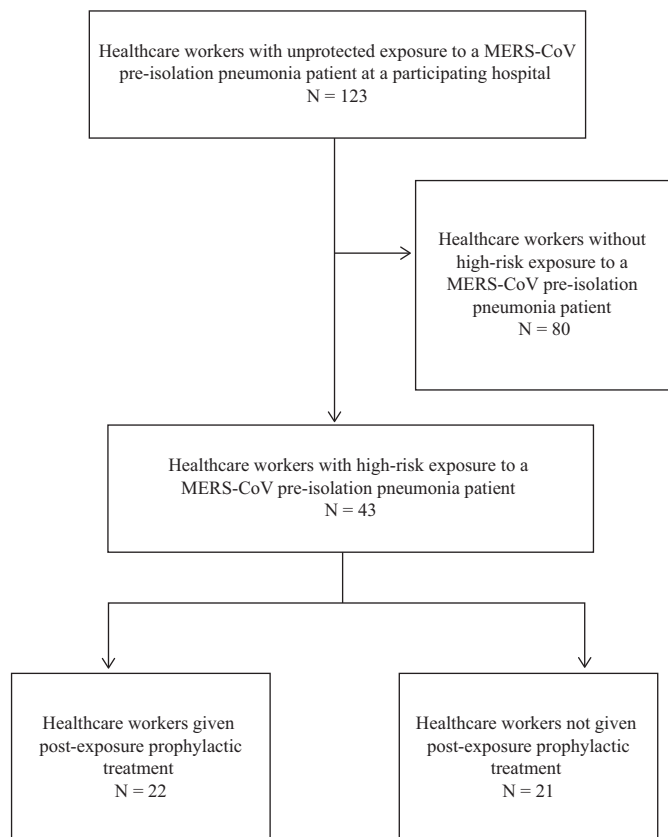 Healthcare workers with unprotected exposure to a MERS-CoV
pre-isolation pneumonia patient at a participating hospital
N = 123
Healthcare workers without
high-risk exposure to a
MERS-CoV pre-isolation
pneumonia patient
N = 80
Healthcare workers with high-risk exposure to a
MERS-CoV pre-isolation pneumonia patient
N = 43
Healthcare workers given
post-exposure prophylactic
treatment
N = 22
Healthcare workers not given
post-exposure prophylactic
treatment
N = 21